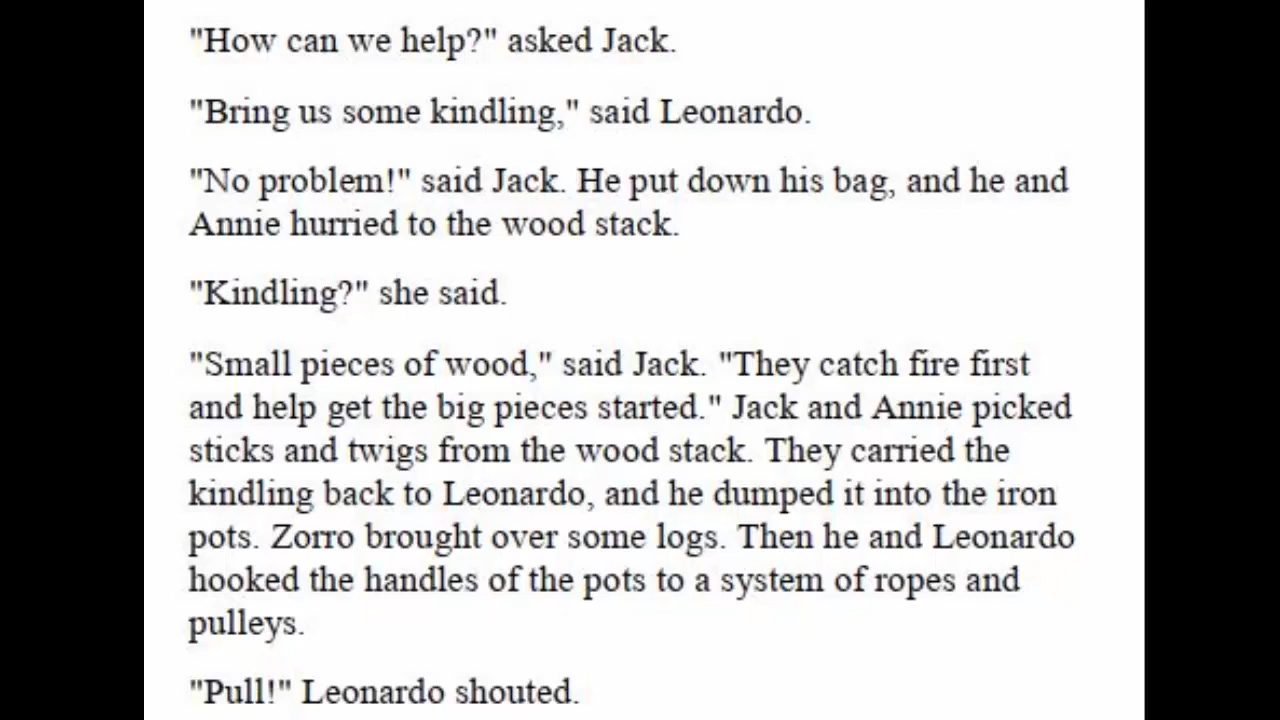 "How can we help?" asked Jack.
"Bring us some kindling," said Leonardo.
"No problem!" said Jack. He put down his bag, and he and
Annie hurried to the wood stack.
"Kindling?" she said.
"Small pieces of wood," said Jack. "They catch fire first
and help get the big pieces started." Jack and Annie picked
sticks and twigs from the wood stack. They carried the
kindling back to Leonardo, and he dumped it into the iron
pots. Zorro brought over some logs. Then he and Leonardo
hooked the handles of the pots to a system of ropes and
pulleys.
"Pull!" Leonardo shouted.